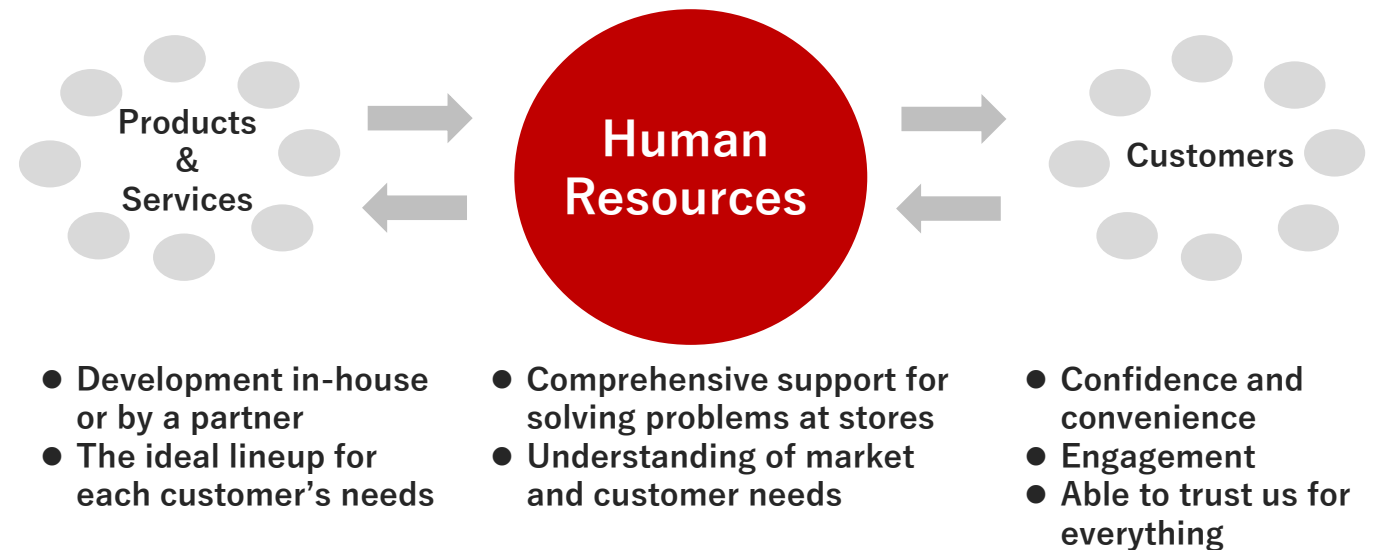 Products
&
Services
Human
Resources
Customers
● Development in-house
or by a partner
● The ideal lineup for
each customer’s needs
● Comprehensive support for
solving problems at stores
● Understanding of market
and customer needs
● Confidence and
convenience
● Engagement
● Able to trust us for
everything